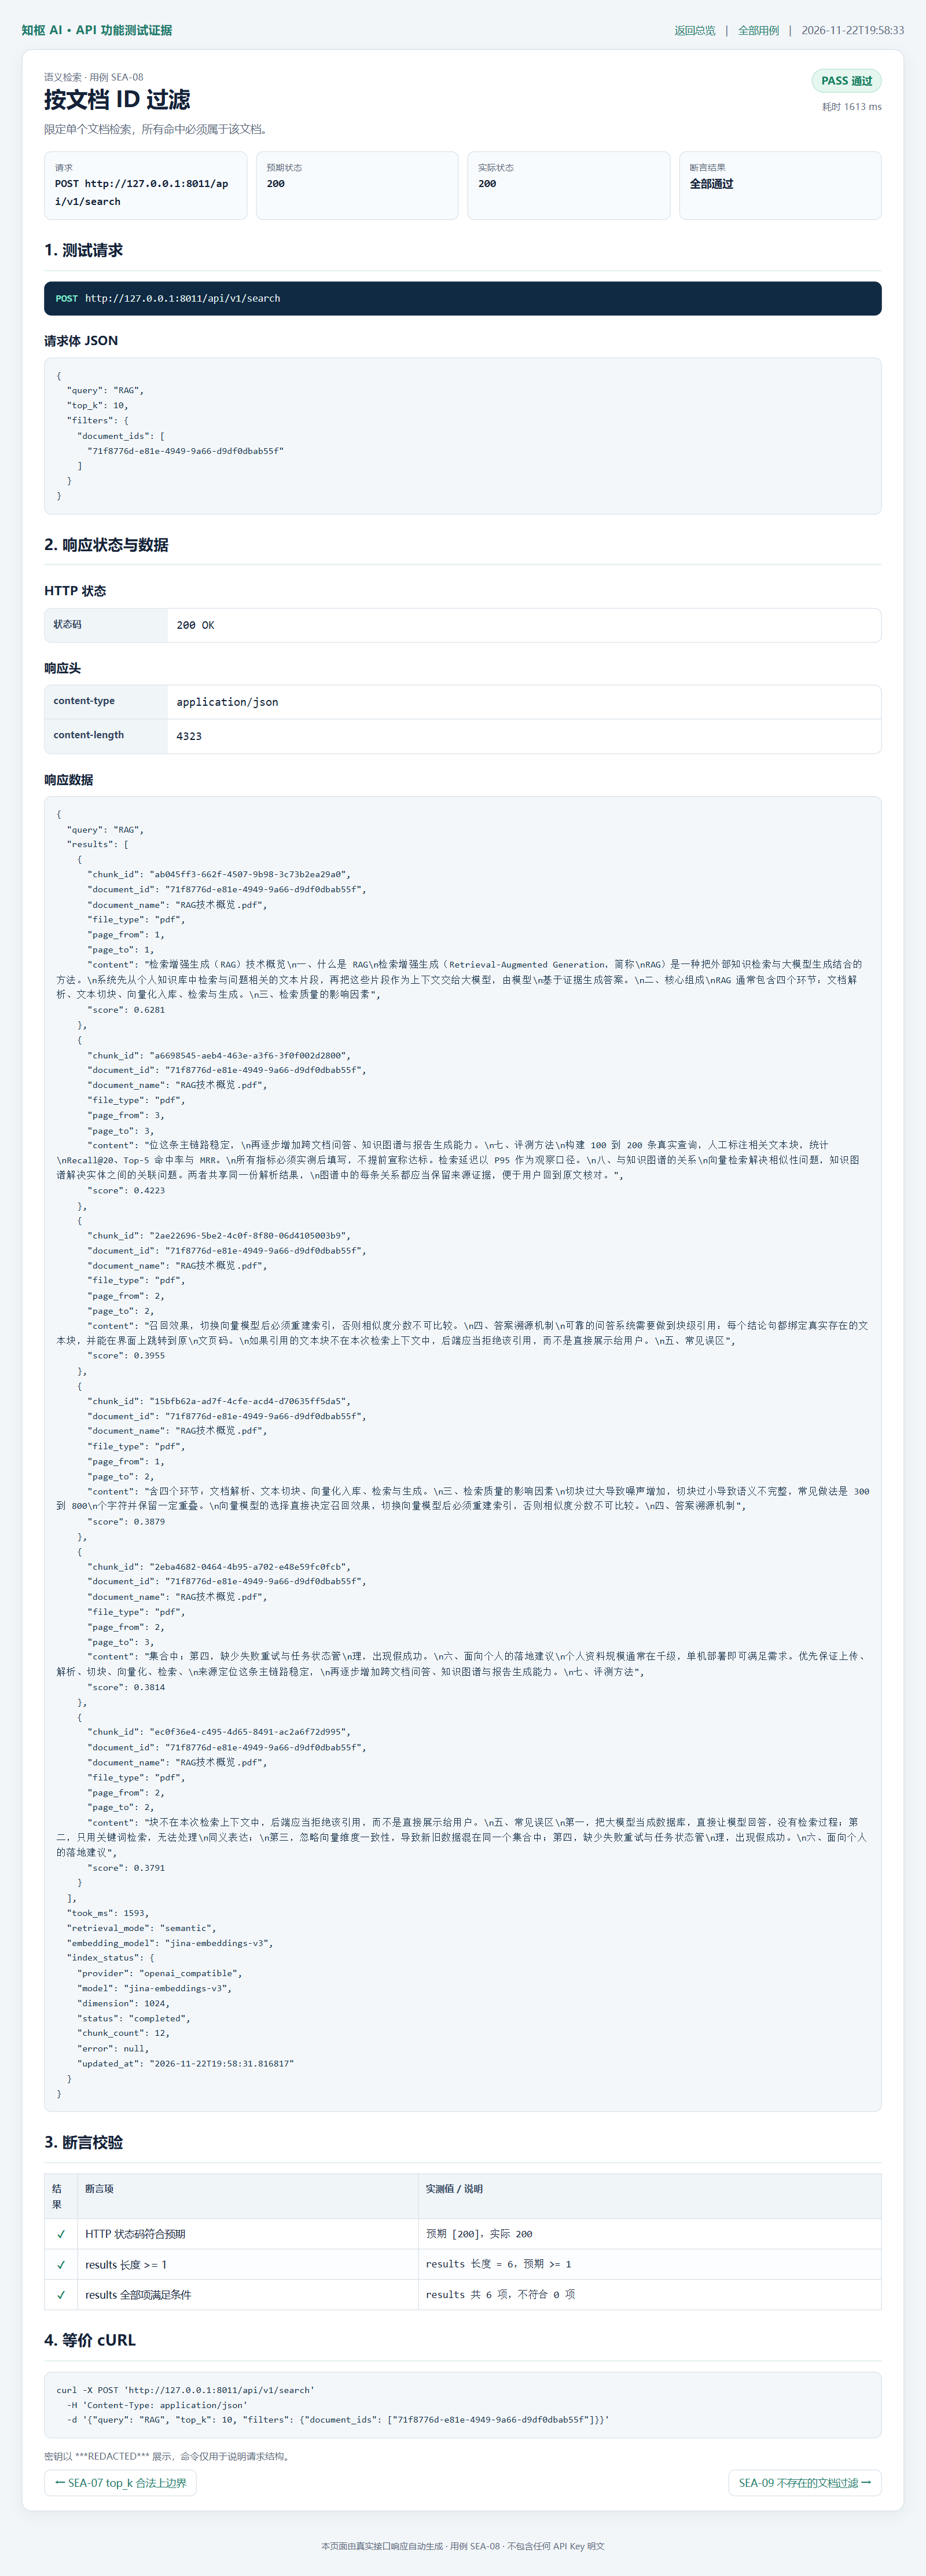 知枢 AI · API 功能测试证据
返回总览 | 全部用例 | 2026-11-22T19:58:33
语义检索 · 用例 SEA-08
按文档 ID 过滤
PASS 通过
耗时 1613 ms
限定单个文档检索，所有命中必须属于该文档。
请求
POST http://127.0.0.1:8011/ap
i/v1/search
预期状态
200
实际状态
200
断言结果
全部通过
1. 测试请求
POST http://127.0.0.1:8011/api/v1/search
请求体 JSON
{
"query": "RAG",
"top_k": 10,
"filters": {
"document_ids": [
"71f8776d-e81e-4949-9a66-d9df0dbab55f"
]
}
}
2. 响应状态与数据
HTTP 状态
状态码 200 OK
响应头
content-type application/json
content-length 4323
响应数据
{
"query": "RAG",
"results": [
{
"chunk_id": "ab045ff3-662f-4507-9b98-3c73b2ea29a0",
"document_id": "71f8776d-e81e-4949-9a66-d9df0dbab55f",
"document_name": "RAG技术概览.pdf",
"file_type": "pdf",
"page_from": 1,
"page_to": 1,
"content": "检索增强生成（RAG）技术概览\n一、什么是 RAG\n检索增强生成（Retrieval-Augmented Generation，简称\nRAG）是一种把外部知识检索与大模型生成结合的
方法。\n系统先从个人知识库中检索与问题相关的文本片段，再把这些片段作为上下文交给大模型，由模型\n基于证据生成答案。\n二、核心组成\nRAG 通常包含四个环节：文档解
析、文本切块、向量化入库、检索与生成。\n三、检索质量的影响因素",
"score": 0.6281
},
{
"chunk_id": "a6698545-aeb4-463e-a3f6-3f0f002d2800",
"document_id": "71f8776d-e81e-4949-9a66-d9df0dbab55f",
"document_name": "RAG技术概览.pdf",
"file_type": "pdf",
"page_from": 3,
"page_to": 3,
"content": "位这条主链路稳定，\n再逐步增加跨文档问答、知识图谱与报告生成能力。\n七、评测方法\n构建 100 到 200 条真实查询，人工标注相关文本块，统计
\nRecall@20、Top-5 命中率与 MRR。\n所有指标必须实测后填写，不提前宣称达标。检索延迟以 P95 作为观察口径。\n八、与知识图谱的关系\n向量检索解决相似性问题，知识图
谱解决实体之间的关联问题。两者共享同一份解析结果，\n图谱中的每条关系都应当保留来源证据，便于用户回到原文核对。",
"score": 0.4223
},
{
"chunk_id": "2ae22696-5be2-4c0f-8f80-06d4105003b9",
"document_id": "71f8776d-e81e-4949-9a66-d9df0dbab55f",
"document_name": "RAG技术概览.pdf",
"file_type": "pdf",
"page_from": 2,
"page_to": 2,
"content": "召回效果，切换向量模型后必须重建索引，否则相似度分数不可比较。\n四、答案溯源机制\n可靠的问答系统需要做到块级引用：每个结论句都绑定真实存在的文
本块，并能在界面上跳转到原\n文页码。\n如果引用的文本块不在本次检索上下文中，后端应当拒绝该引用，而不是直接展示给用户。\n五、常见误区",
"score": 0.3955
},
{
"chunk_id": "15bfb62a-ad7f-4cfe-acd4-d70635ff5da5",
"document_id": "71f8776d-e81e-4949-9a66-d9df0dbab55f",
"document_name": "RAG技术概览.pdf",
"file_type": "pdf",
"page_from": 1,
"page_to": 2,
"content": "含四个环节：文档解析、文本切块、向量化入库、检索与生成。\n三、检索质量的影响因素\n切块过大导致噪声增加，切块过小导致语义不完整，常见做法是 300
到 800\n个字符并保留一定重叠。\n向量模型的选择直接决定召回效果，切换向量模型后必须重建索引，否则相似度分数不可比较。\n四、答案溯源机制",
"score": 0.3879
},
{
"chunk_id": "2eba4682-0464-4b95-a702-e48e59fc0fcb",
"document_id": "71f8776d-e81e-4949-9a66-d9df0dbab55f",
"document_name": "RAG技术概览.pdf",
"file_type": "pdf",
"page_from": 2,
"page_to": 3,
"content": "集合中；第四，缺少失败重试与任务状态管\n理，出现假成功。\n六、面向个人的落地建议\n个人资料规模通常在千级，单机部署即可满足需求。优先保证上传、
解析、切块、向量化、检索、\n来源定位这条主链路稳定，\n再逐步增加跨文档问答、知识图谱与报告生成能力。\n七、评测方法",
"score": 0.3814
},
{
"chunk_id": "ec0f36e4-c495-4d65-8491-ac2a6f72d995",
"document_id": "71f8776d-e81e-4949-9a66-d9df0dbab55f",
"document_name": "RAG技术概览.pdf",
"file_type": "pdf",
"page_from": 2,
"page_to": 2,
"content": "块不在本次检索上下文中，后端应当拒绝该引用，而不是直接展示给用户。\n五、常见误区\n第一，把大模型当成数据库，直接让模型回答，没有检索过程；第
二，只用关键词检索，无法处理\n同义表达；\n第三，忽略向量维度一致性，导致新旧数据混在同一个集合中；第四，缺少失败重试与任务状态管\n理，出现假成功。\n六、面向个人
的落地建议",
"score": 0.3791
}
],
"took_ms": 1593,
"retrieval_mode": "semantic",
"embedding_model": "jina-embeddings-v3",
"index_status": {
"provider": "openai_compatible",
"model": "jina-embeddings-v3",
"dimension": 1024,
"status": "completed",
"chunk_count": 12,
"error": null,
"updated_at": "2026-11-22T19:58:31.816817"
}
}
3. 断言校验
结
果 断言项 实测值 / 说明
✓ HTTP 状态码符合预期 预期 [200]，实际 200
✓ results 长度 >= 1 results 长度 = 6，预期 >= 1
✓ results 全部项满足条件 results 共 6 项，不符合 0 项
4. 等价 cURL
curl -X POST 'http://127.0.0.1:8011/api/v1/search'
-H 'Content-Type: application/json'
-d '{"query": "RAG", "top_k": 10, "filters": {"document_ids": ["71f8776d-e81e-4949-9a66-d9df0dbab55f"]}}'
密钥以 ***REDACTED*** 展示，命令仅用于说明请求结构。
← SEA-07 top_k 合法上边界
SEA-09 不存在的文档过滤 →
本页面由真实接口响应自动生成 · 用例 SEA-08 · 不包含任何 API Key 明文